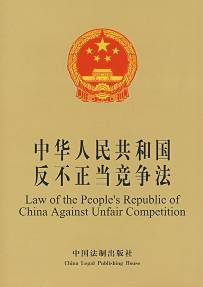 中华人民共和国
反不正当竞争法
Law of the People's Republic of
China Against Unfair Competition
中国法制出版社
China Legal Publishing House